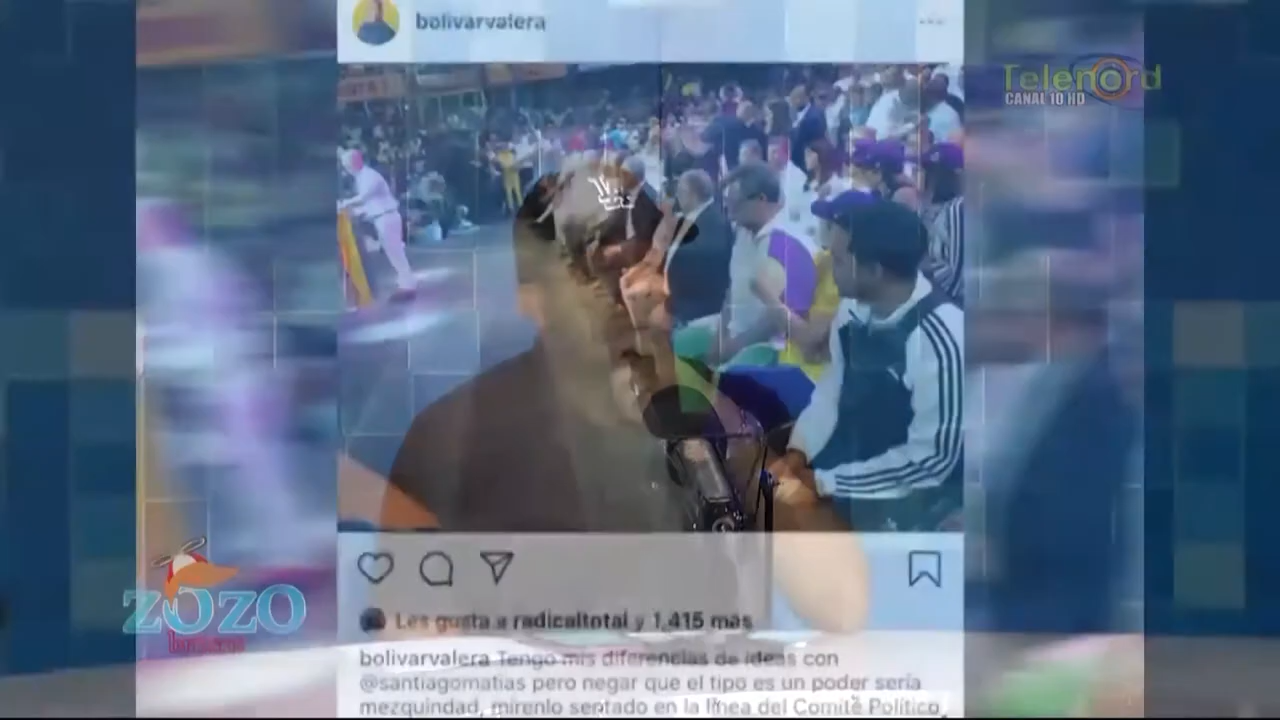 bolivarvalera
Telenord
CANAL 10 HD
ZOZO
Les gusta a radicaltotal y 1,415 más
bolivarvalera Tengo mis diferencias de ideas con
@santiagomatias pero negar que el tipo es un poder sería
mezquindad, mirenlo sentado en la línea del Comité Político,